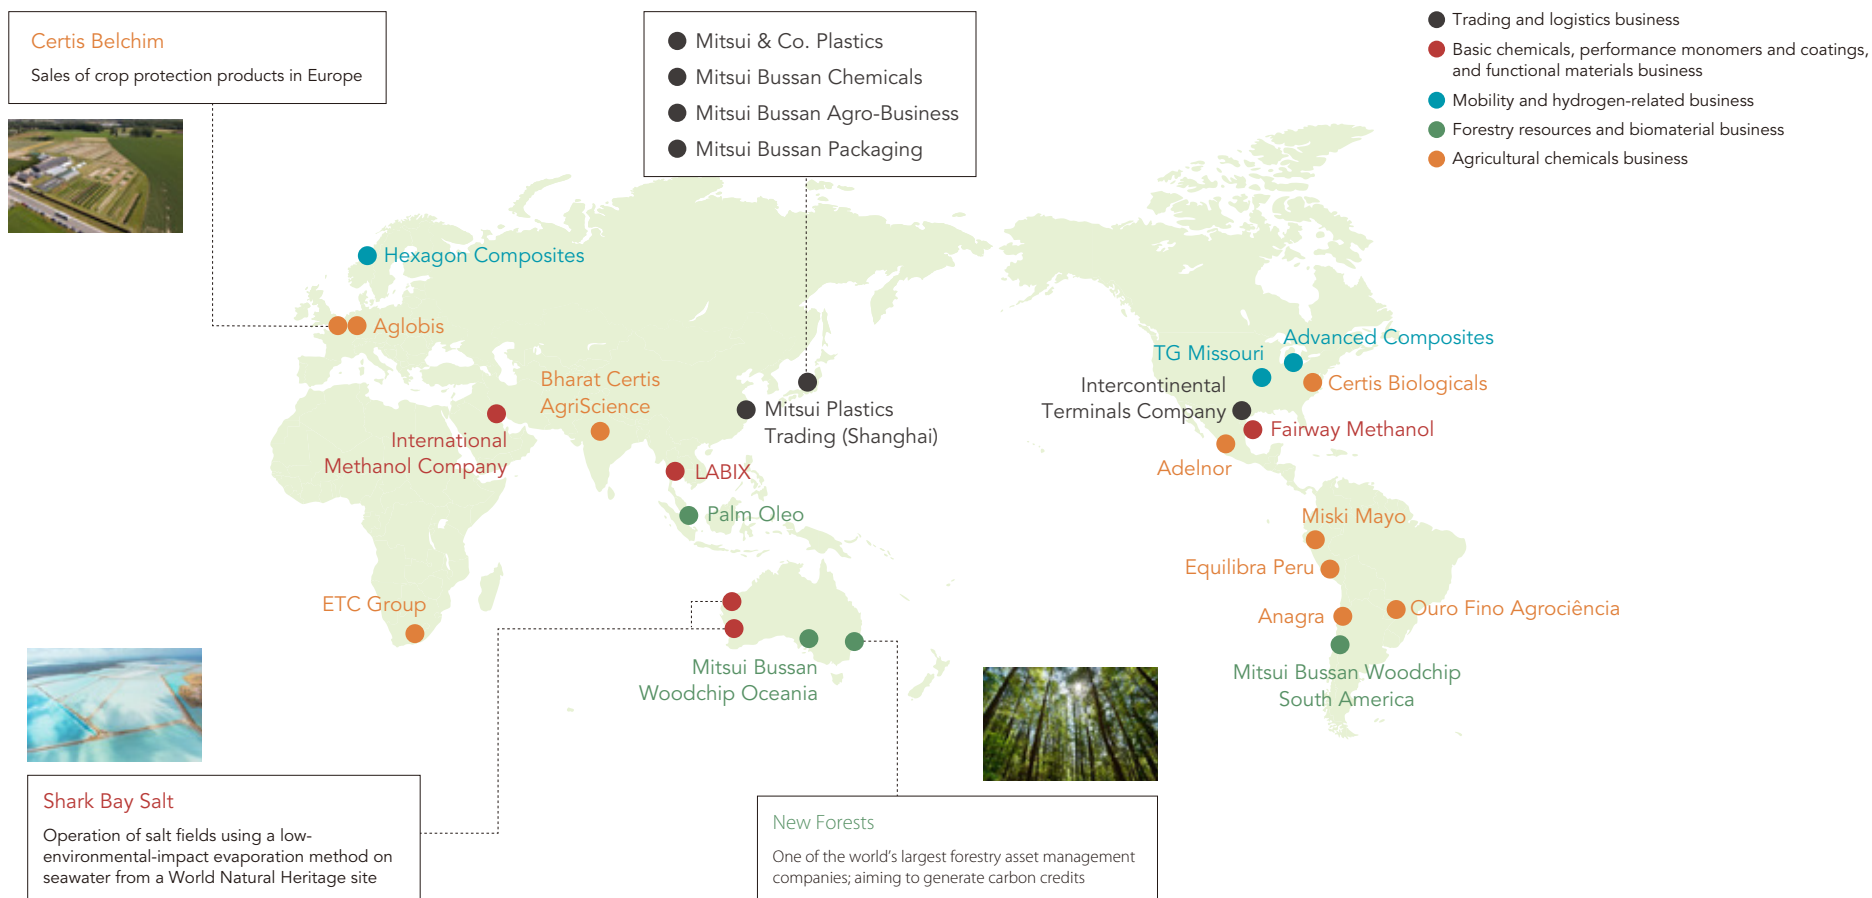 Certis Belchim
Sales of crop protection products in Europe
Mitsui & Co. Plastics
Mitsui Bussan Chemicals
Mitsui Bussan Agro-Business
Mitsui Bussan Packaging
Trading and logistics business
Basic chemicals, performance monomers and coatings,
and functional materials business
Mobility and hydrogen-related business
Forestry resources and biomaterial business
Agricultural chemicals business
Hexagon Composites
Aglobis
Bharat Certis
AgriScience
International
Methanol Company
Mitsui Plastics
Trading (Shanghai)
LABIX
Palm Oleo
ETC Group
Mitsui Bussan
Woodchip Oceania
Advanced Composites
TG Missouri
Intercontinental
Terminals Company
Certis Biologicals
Fairway Methanol
Adelnor
Miski Mayo
Equilibra Peru
Anagra
Ouro Fino Agrociência
Mitsui Bussan Woodchip
South America
Shark Bay Salt
Operation of salt fields using a low-
environmental-impact evaporation method on
seawater from a World Natural Heritage site
New Forests
One of the world's largest forestry asset management
companies; aiming to generate carbon credits